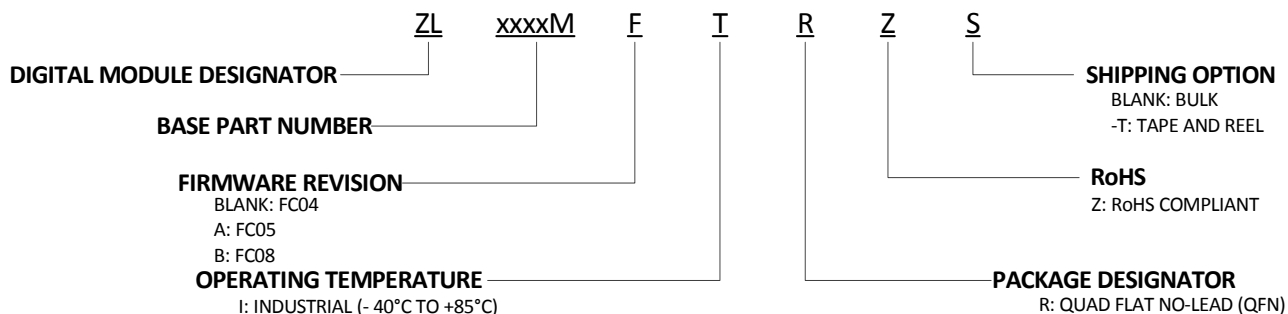 ZL xxxxM F T R Z S
DIGITAL MODULE DESIGNATOR
BASE PART NUMBER
FIRMWARE REVISION
BLANK: FC04
A: FC05
B: FC08
OPERATING TEMPERATURE
I: INDUSTRIAL (- 40°C TO +85°C)
SHIPPING OPTION
BLANK: BULK
-T: TAPE AND REEL
RoHS
Z: RoHS COMPLIANT
PACKAGE DESIGNATOR
R: QUAD FLAT NO-LEAD (QFN)